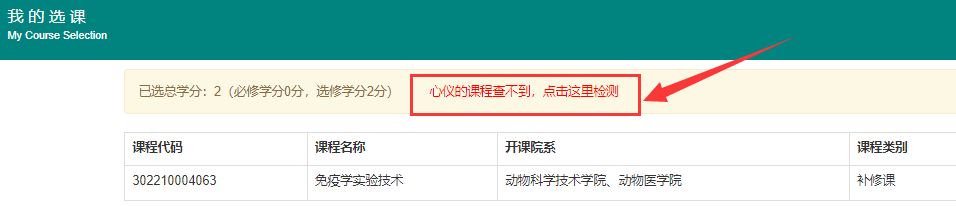 我的选课
My Course Selection
已选总学分：2（必修学分0分，选修学分2分） 心仪的课程查不到，点击这里检测
课程代码 课程名称 开课院系 课程类别
302210004063 免疫学实验技术 动物科学技术学院、动物医学院 补修课